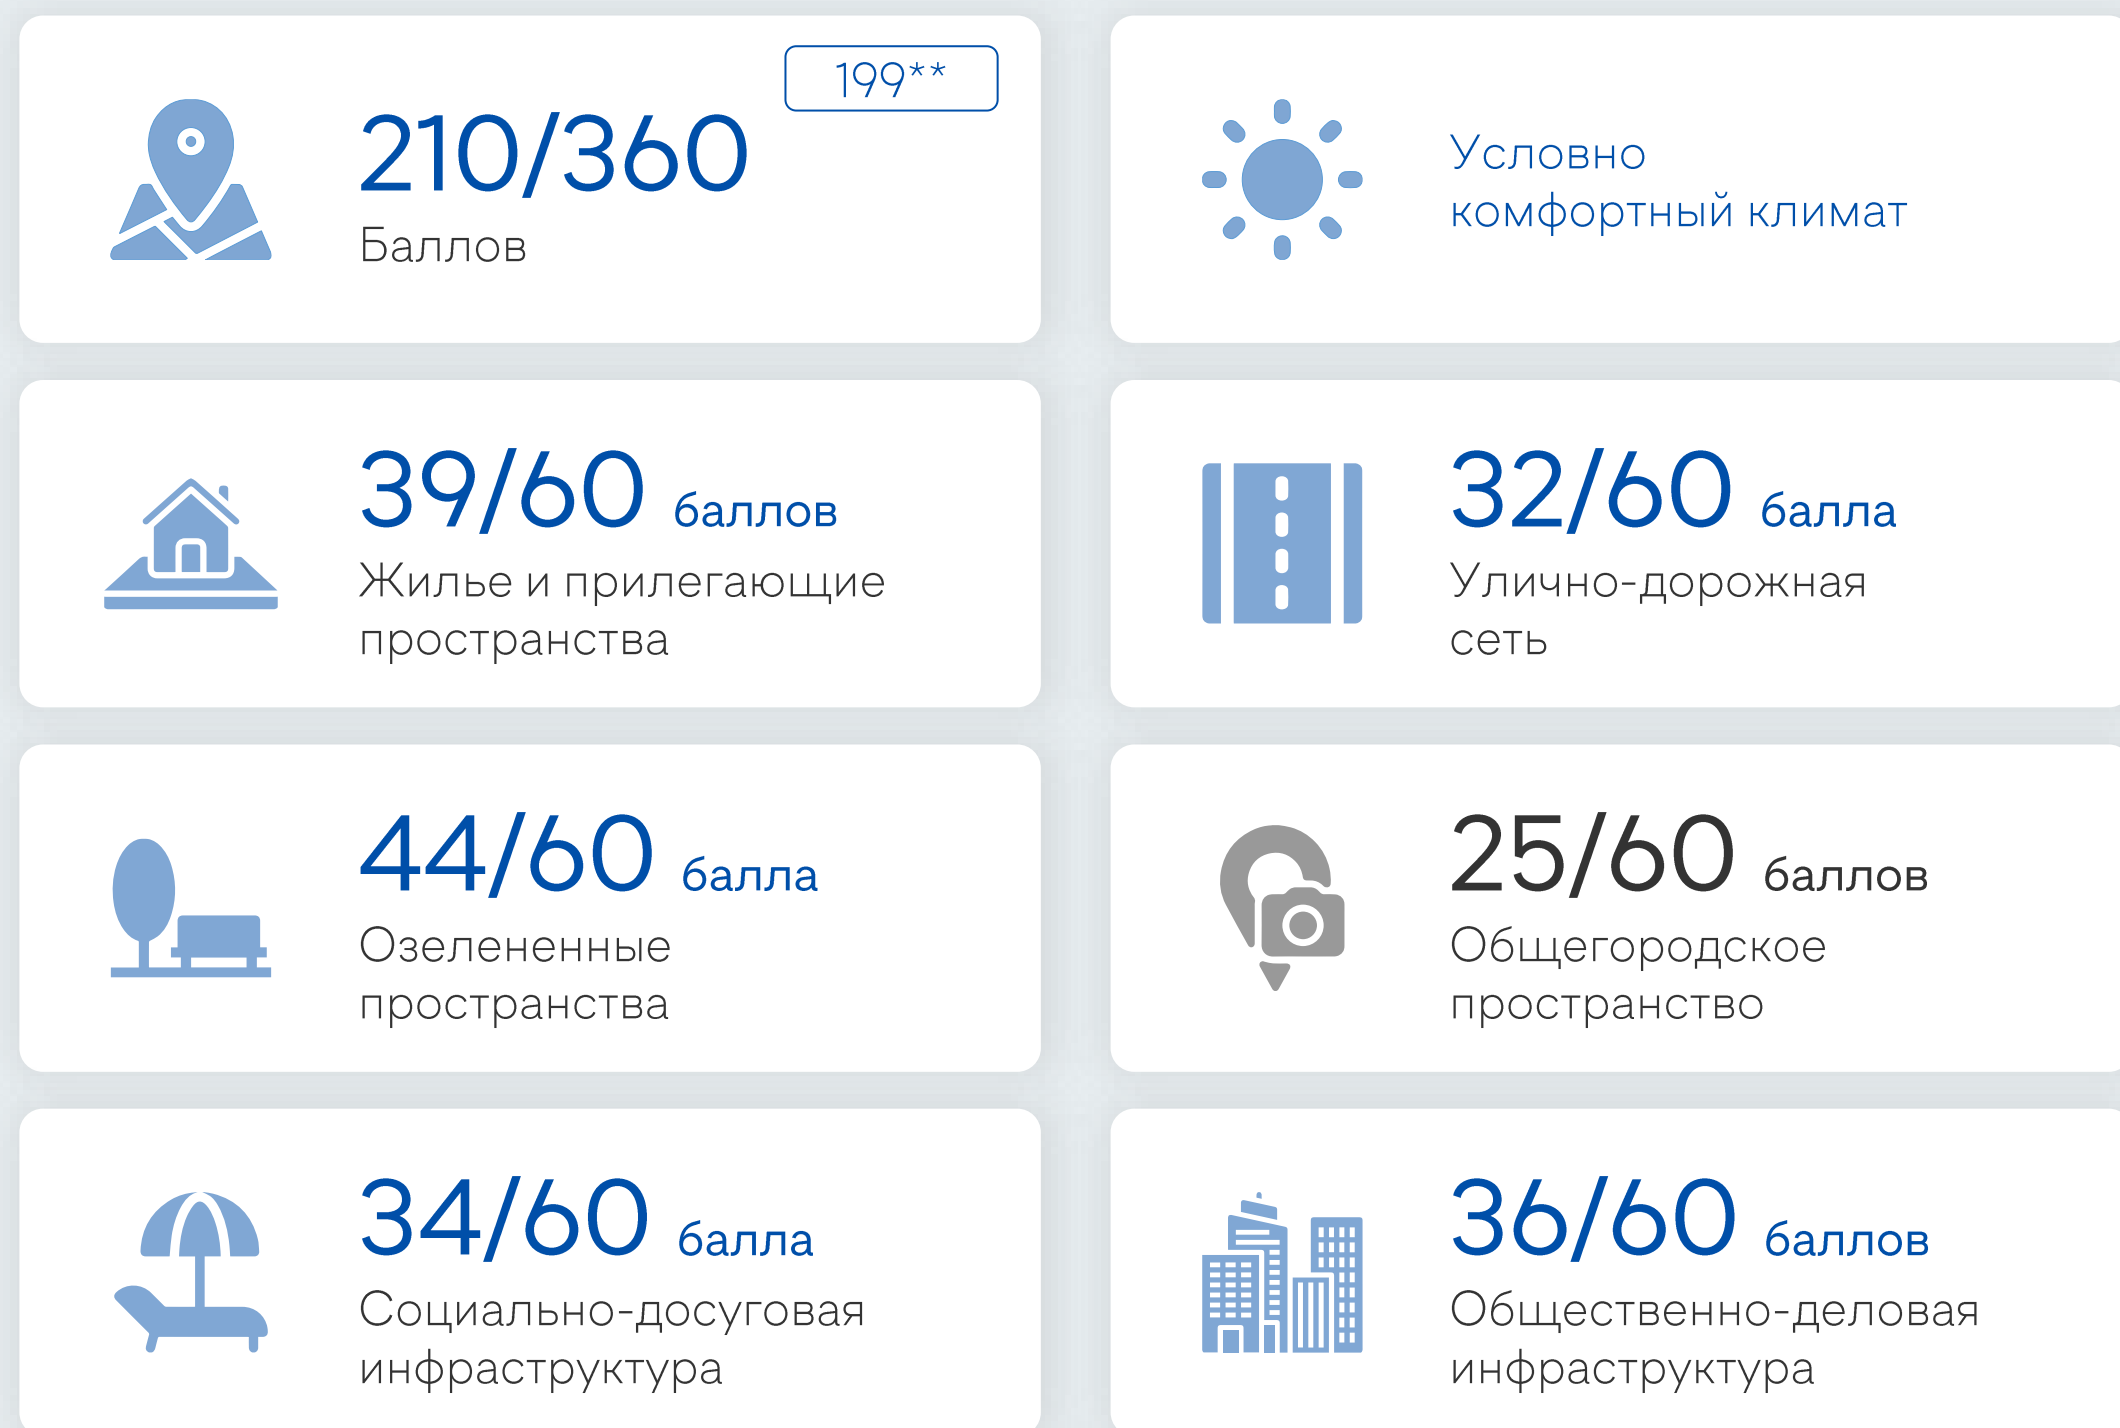 199**
210/360
Баллов
Условно
комфортный климат
39/60 баллов
Жилье и прилегающие
пространства
32/60 балла
Улично-дорожная
сеть
44/60 балла
Озелененные
пространства
25/60 баллов
Общегородское
пространство
34/60 балла
Социально-досуговая
инфраструктура
36/60 баллов
Общественно-деловая
инфраструктура